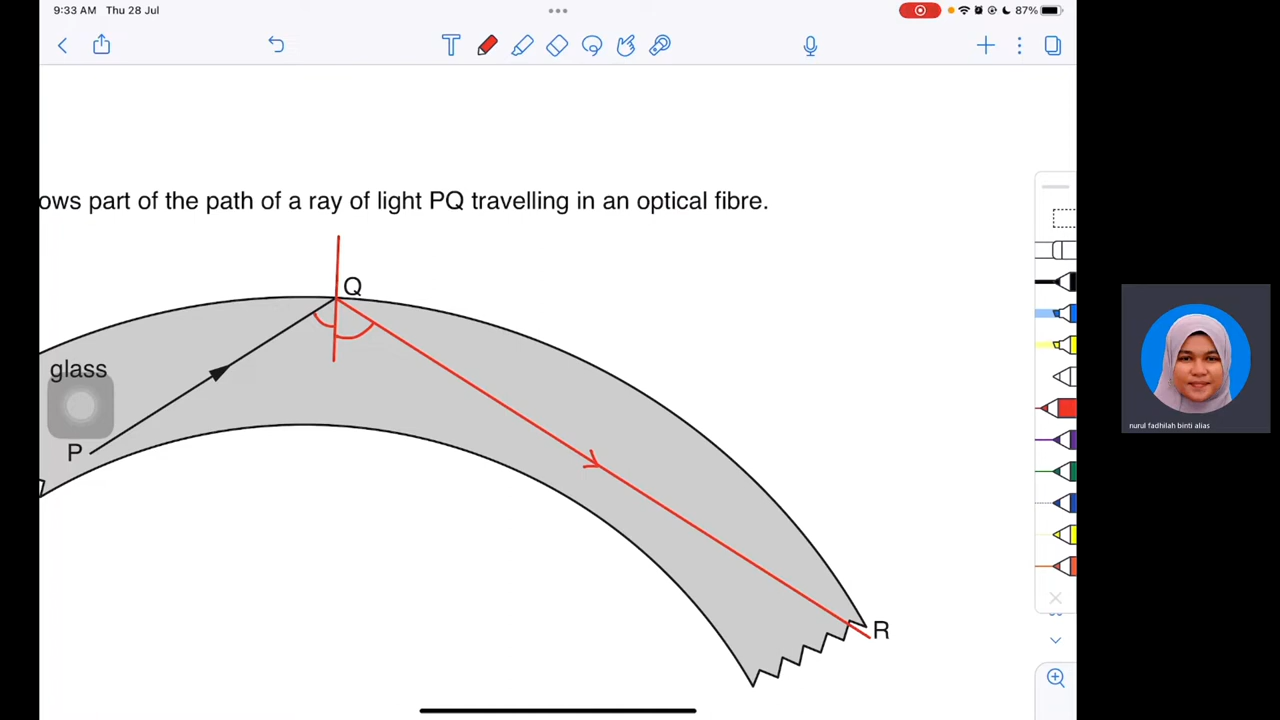 9:33 AM Thu 28 Jul
87%
T
ows part of the path of a ray of light PQ travelling in an optical fibre.
Q
glass
P
R
nurul fadhilah binti alias